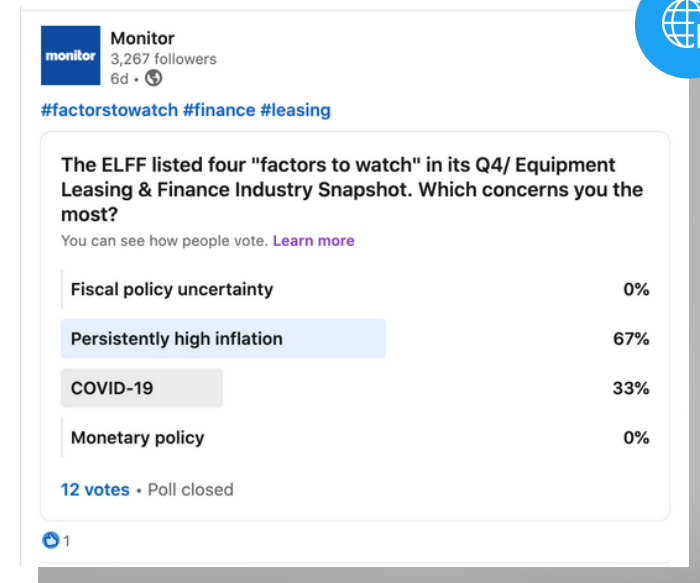 monitor
Monitor
3,267 followers
6d •
#factorstowatch #finance #leasing
The ELFF listed four "factors to watch" in its Q4/ Equipment
Leasing & Finance Industry Snapshot. Which concerns you the
most?
You can see how people vote. Learn more
Fiscal policy uncertainty 0%
Persistently high inflation 67%
COVID-19 33%
Monetary policy 0%
12 votes • Poll closed
1